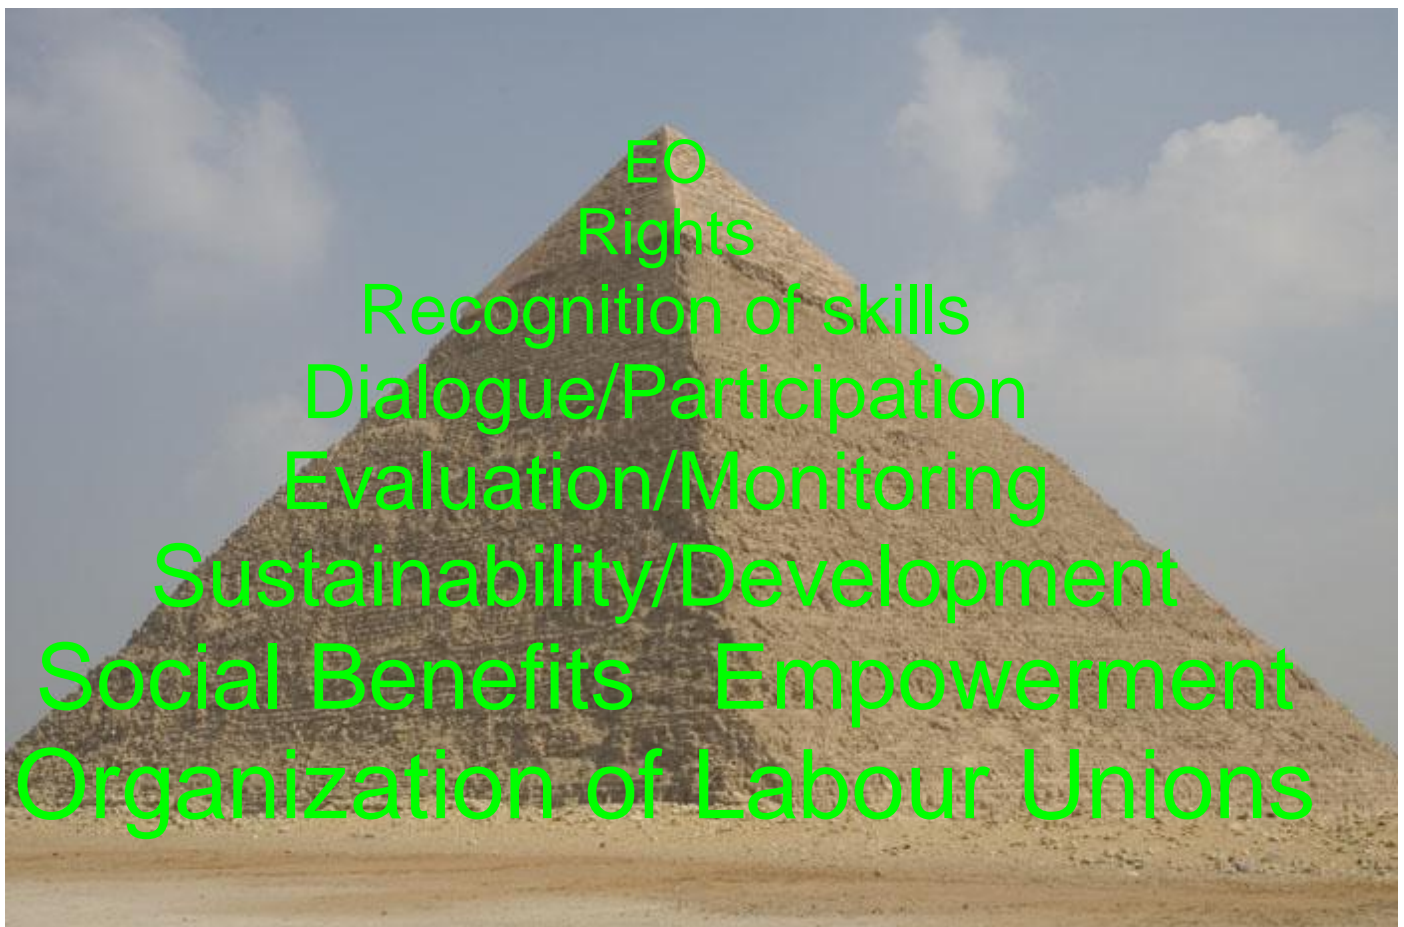 EO
Rights
Recognition of skills
Dialogue/Participation
Evaluation/Monitoring
Sustainability/Development
Social Benefits   Empowerment
Organization of Labour Unions